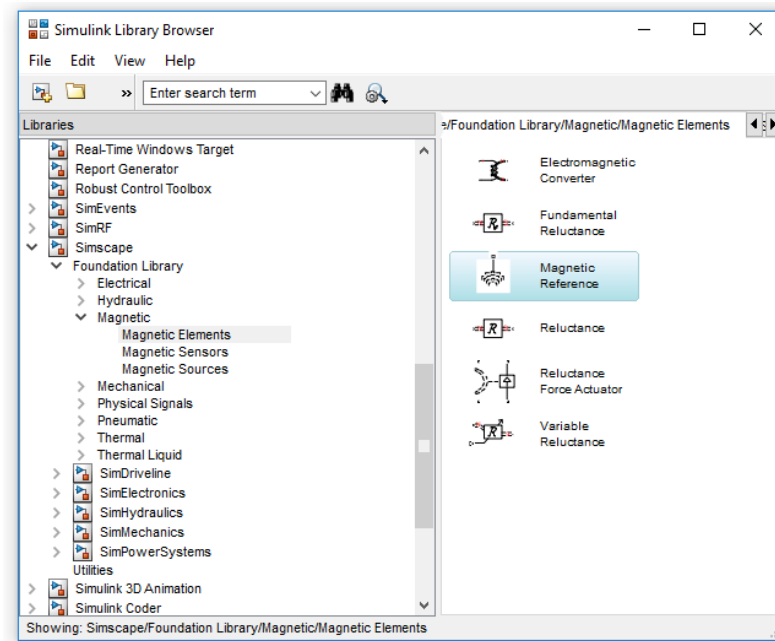 Simulink Library Browser
File Edit View Help
» Enter search term
Libraries
e/Foundation Library/Magnetic/Magnetic Elements
Real-Time Windows Target
Report Generator
Robust Control Toolbox
SimEvents
SimRF
Simscape
Foundation Library
Electrical
Hydraulic
Magnetic
Magnetic Elements
Magnetic Sensors
Magnetic Sources
Mechanical
Physical Signals
Pneumatic
Thermal
Thermal Liquid
SimDriveline
SimElectronics
SimHydraulics
SimMechanics
SimPowerSystems
Utilities
Simulink 3D Animation
Simulink Coder
Electromagnetic
Converter
Fundamental
Reluctance
Magnetic
Reference
R
Reluctance
Reluctance
Force Actuator
R
Variable
Reluctance
Showing: Simscape/Foundation Library/Magnetic/Magnetic Elements